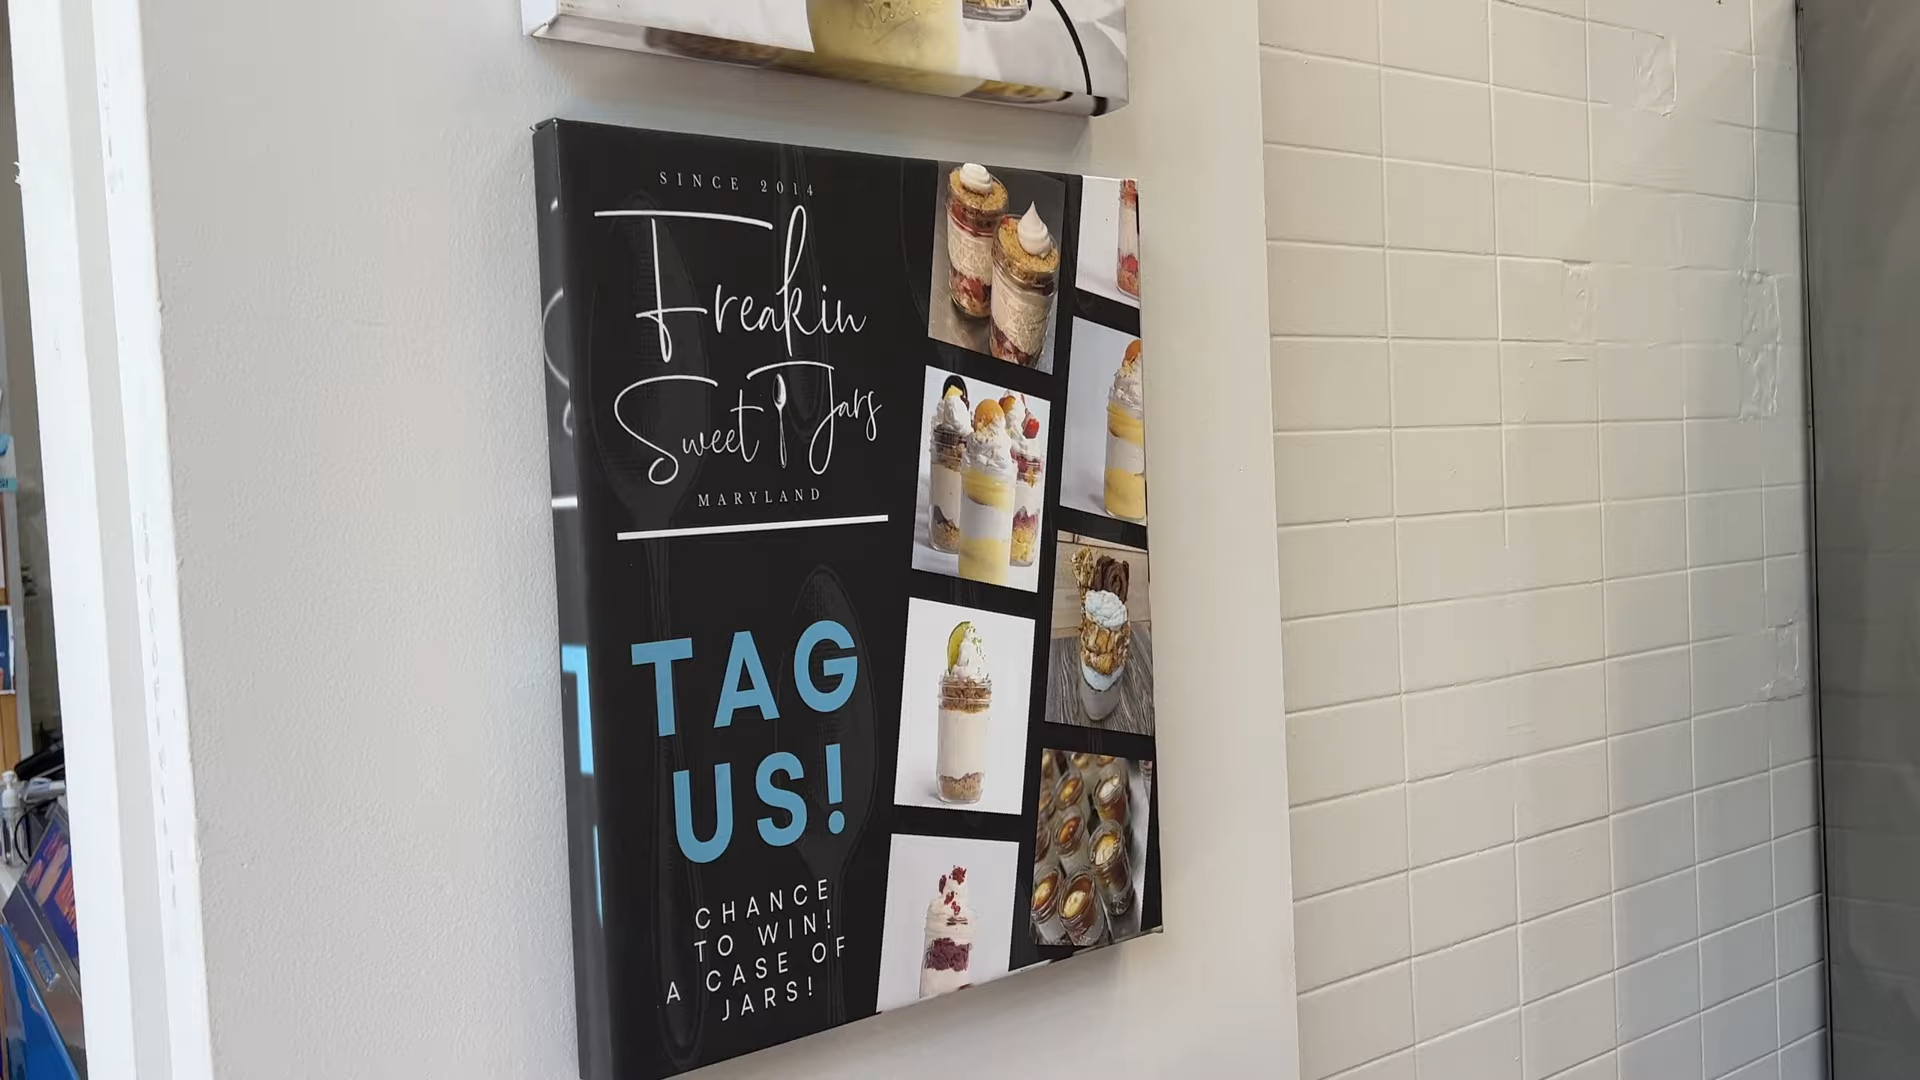 SINCE 2014
Freakin
Sweet Jars
MARYLAND
TAG
US!
CHANCE
TO WIN!
A CASE OF
JARS!